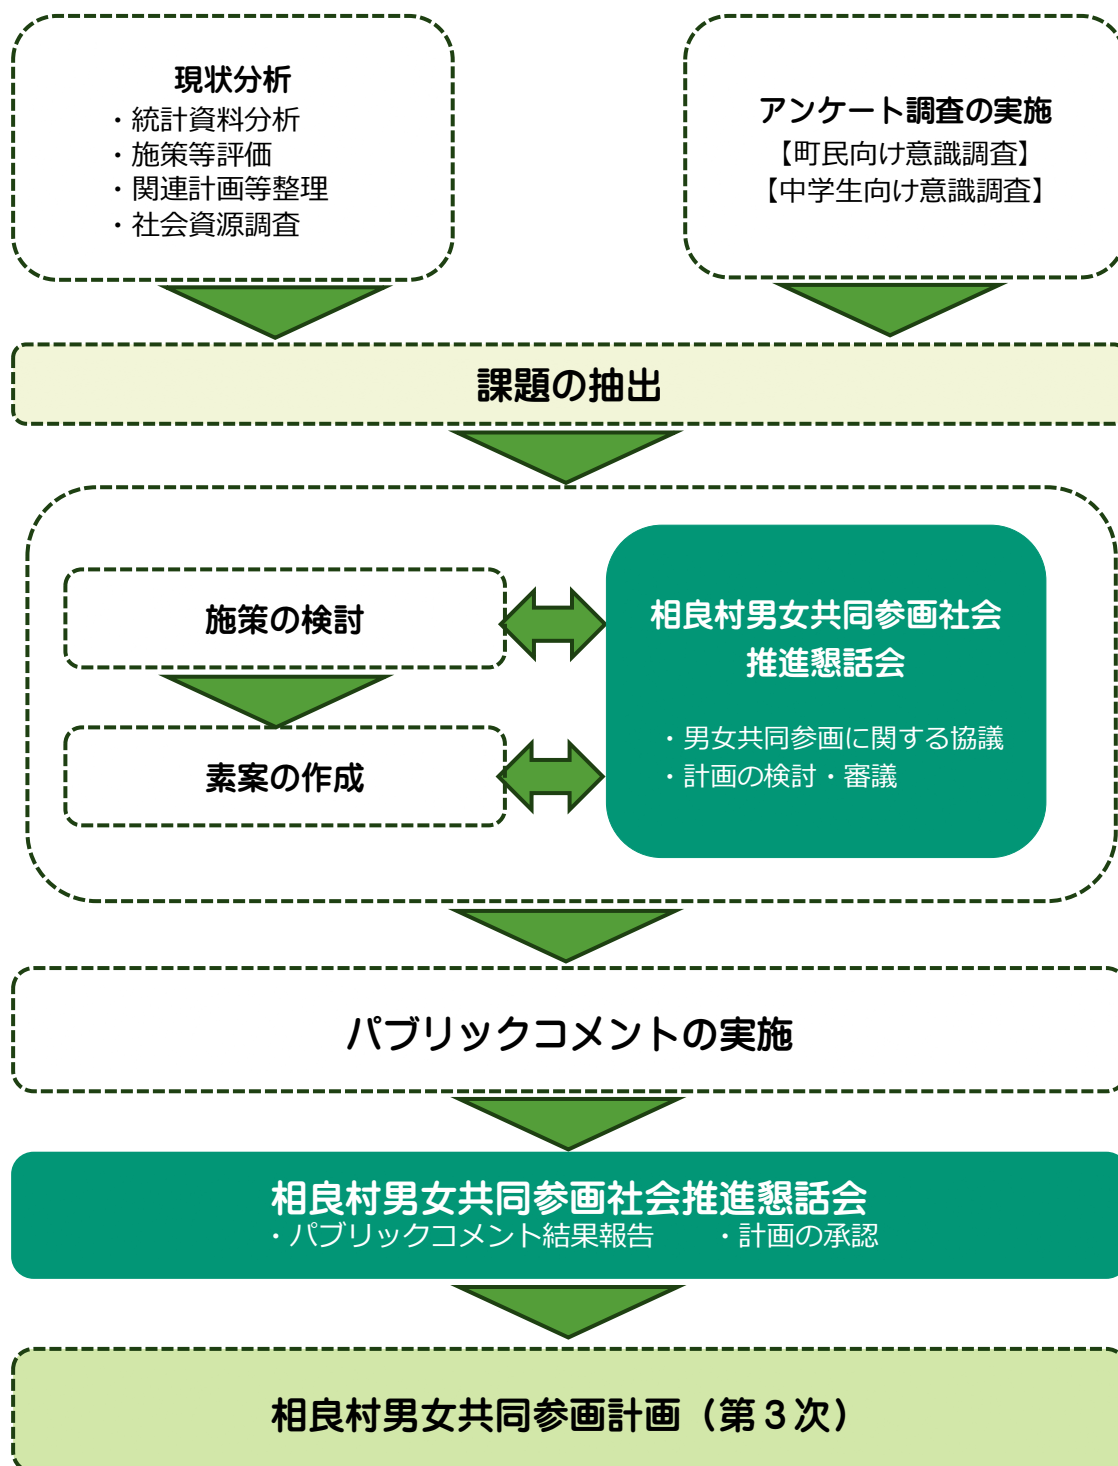 現状分析
・統計資料分析
・施策等評価
・関連計画等整理
・社会資源調査
アンケート調査の実施
【町民向け意識調査】
【中学生向け意識調査】
課題の抽出
施策の検討
素案の作成
相良村男女共同参画社会
推進懇話会
・男女共同参画に関する協議
・計画の検討・審議
パブリックコメントの実施
相良村男女共同参画社会推進懇話会
・パブリックコメント結果報告　　・計画の承認
相良村男女共同参画計画（第３次）